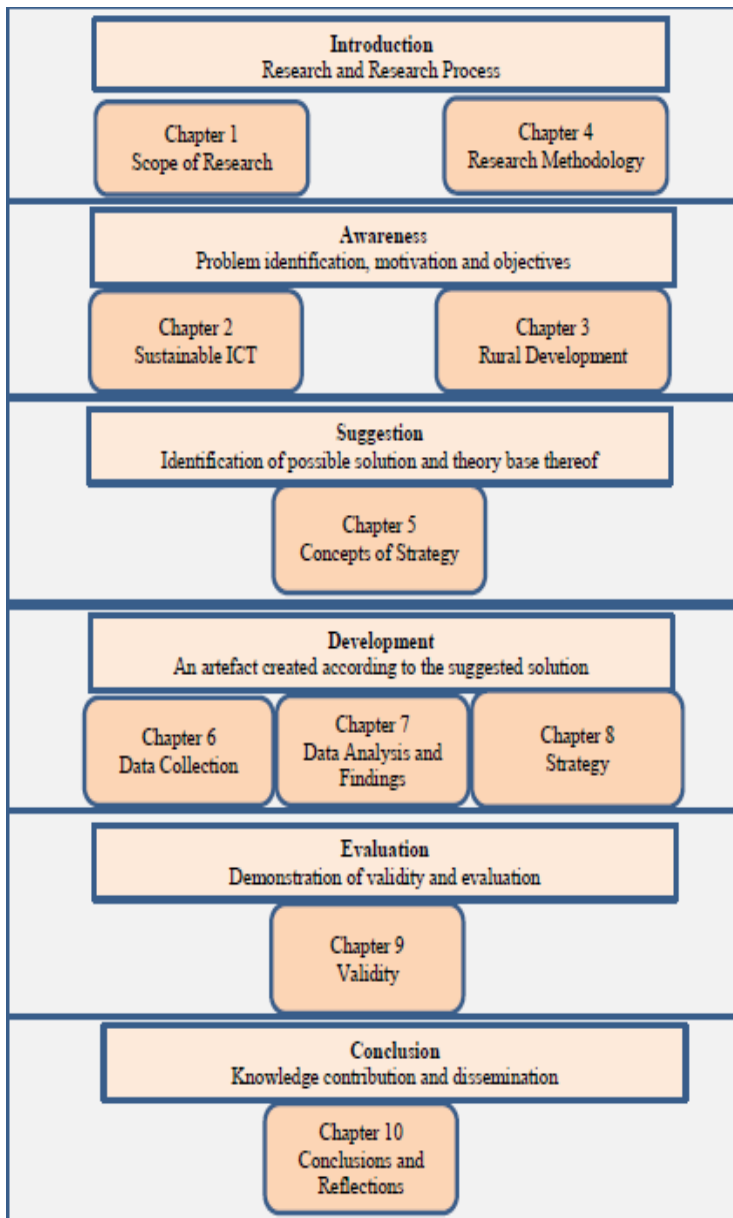 Introduction
Research and Research Process
Chapter 1
Scope of Research
Chapter 4
Research Methodology
Awareness
Problem identification, motivation and objectives
Chapter 2
Sustainable ICT
Chapter 3
Rural Development
Suggestion
Identification of possible solution and theory base thereof
Chapter 5
Concepts of Strategy
Development
An artefact created according to the suggested solution
Chapter 6
Data Collection
Chapter 7
Data Analysis and
Findings
Chapter 8
Strategy
Evaluation
Demonstration of validity and evaluation
Chapter 9
Validity
Conclusion
Knowledge contribution and dissemination
Chapter 10
Conclusions and
Reflections